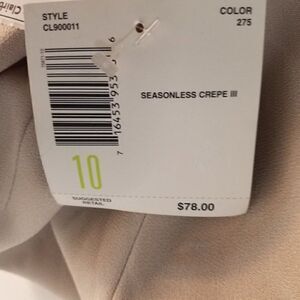 STYLE
CL900011
COLOR
275
SEASONLESS CREPE III
10
SUGGESTED
RETAIL
$78.00